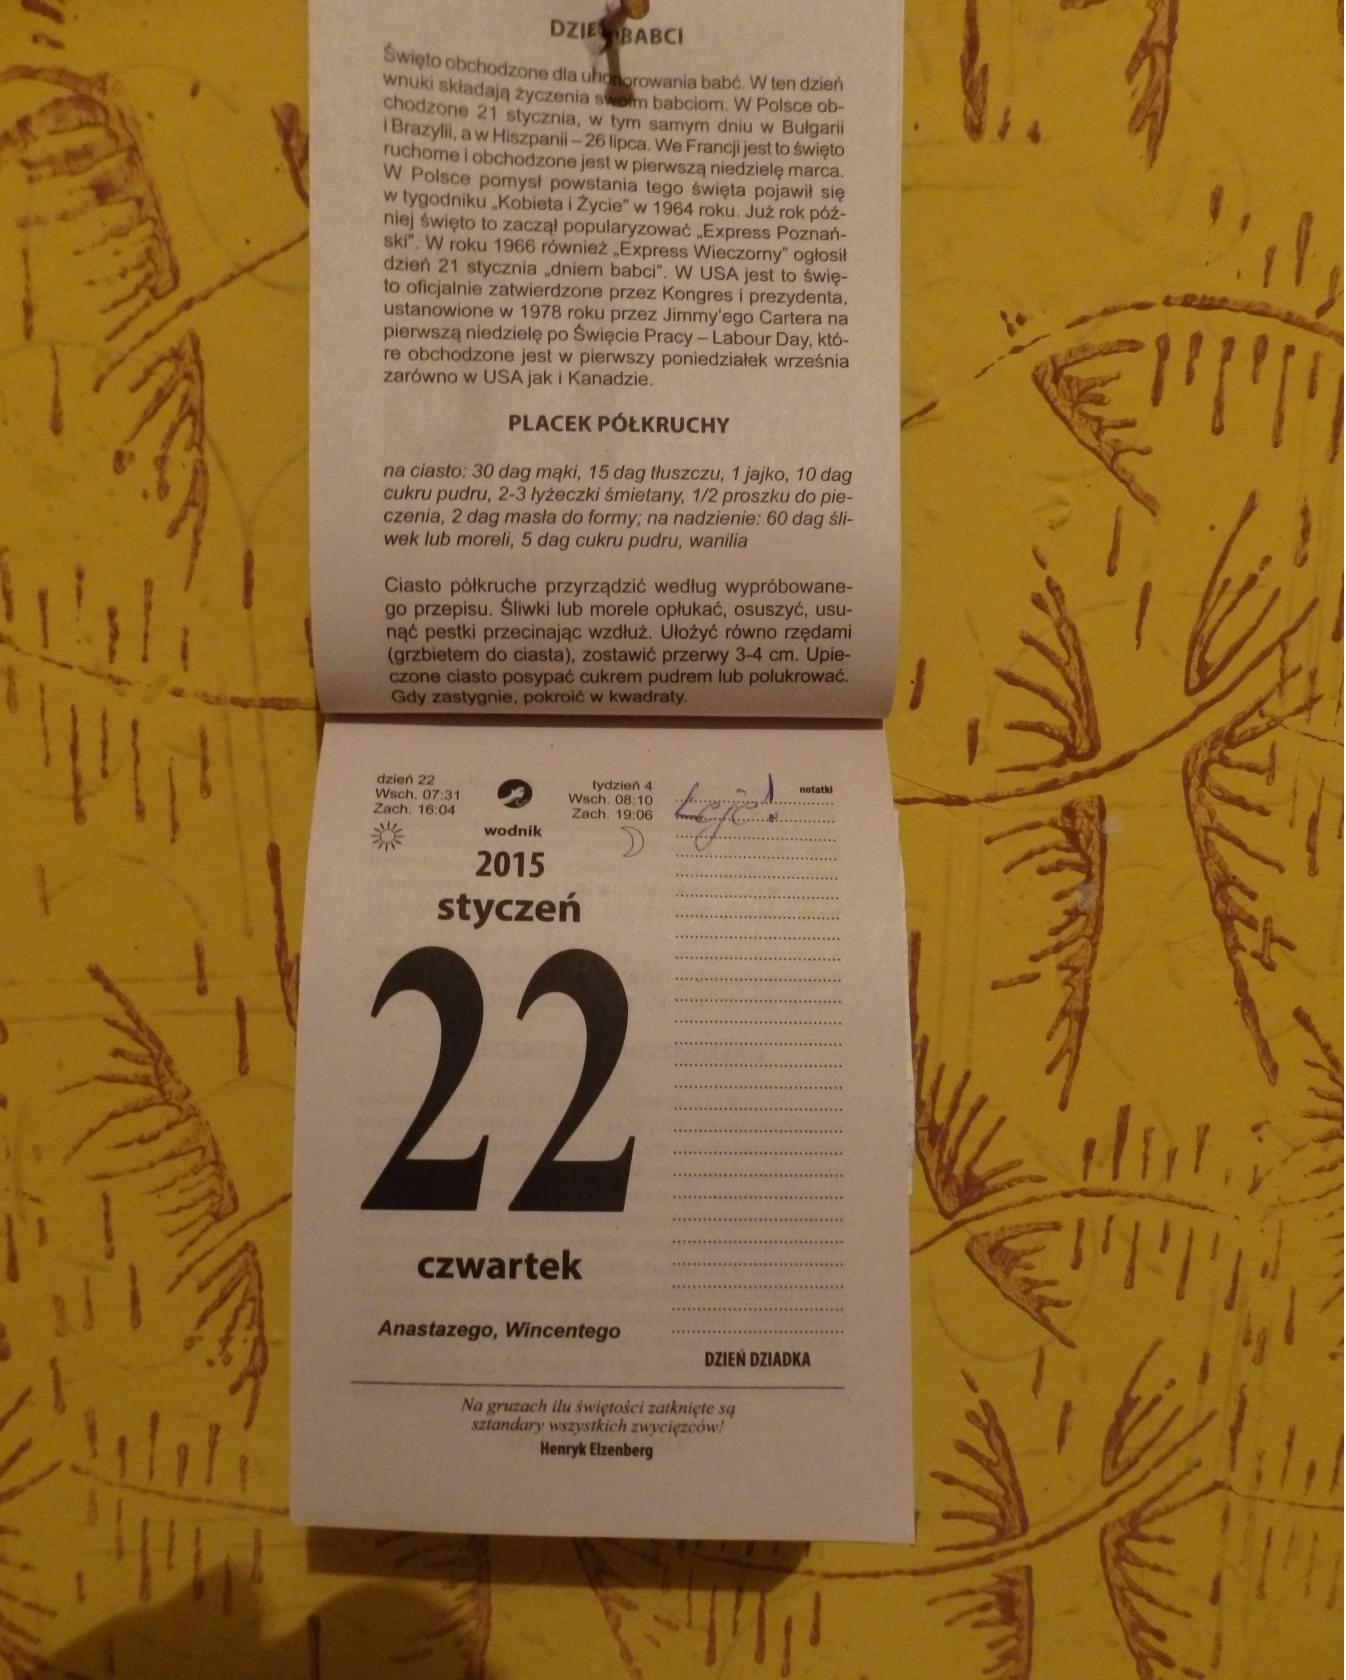 DZIEŃ BABCI
Święto obchodzone dla uhonorowania babć. W ten dzień
wnuki składają życzenia swoim babciom. W Polsce ob-
chodzone 21 stycznia, w tym samym dniu w Bułgarii
i Brazylii, a w Hiszpanii – 26 lipca. We Francji jest to święto
ruchome i obchodzone jest w pierwszą niedzielę marca.
W Polsce pomysł powstania tego święta pojawił się
w tygodniku „Kobieta i Życie” w 1964 roku. Już rok póź-
niej święto to zaczął popularyzować „Express Poznań-
ski”. W roku 1966 również „Express Wieczorny” ogłosił
dzień 21 stycznia „dniem babci”. W USA jest to świę-
to oficjalnie zatwierdzone przez Kongres i prezydenta,
ustanowione w 1978 roku przez Jimmy'ego Cartera na
pierwszą niedzielę po Święcie Pracy – Labour Day, któ-
re obchodzone jest w pierwszy poniedziałek września
zarówno w USA jak i Kanadzie.
PLACEK PÓŁKRUCHY
na ciasto: 30 dag mąki, 15 dag tłuszczu, 1 jajko, 10 dag
cukru pudru, 2-3 łyżeczki śmietany, 1/2 proszku do pie-
czenia, 2 dag masła do formy; na nadzienie: 60 dag śli-
wek lub moreli, 5 dag cukru pudru, wanilia
Ciasto półkruche przyrządzić według wypróbowane-
go przepisu. Śliwki lub morele opłukać, osuszyć, usu-
nąć pestki przecinając wzdłuż. Ułożyć równo rzędami
(grzbietem do ciasta), zostawić przerwy 3-4 cm. Upie-
czone ciasto posypać cukrem pudrem lub polukrować.
Gdy zastygnie, pokroić w kwadraty.
dzień 22
Wsch. 07:31
Zach. 16:04
wodnik
tydzień 4
Wsch. 08:10
Zach. 19:06
notatki
2015
styczeń
22
czwartek
Anastazego, Wincentego
DZIEŃ DZIADKA
Na gruzach ilu świętości zatknięte są
sztandary wszystkich zwycięzców!
Henryk Elzenberg